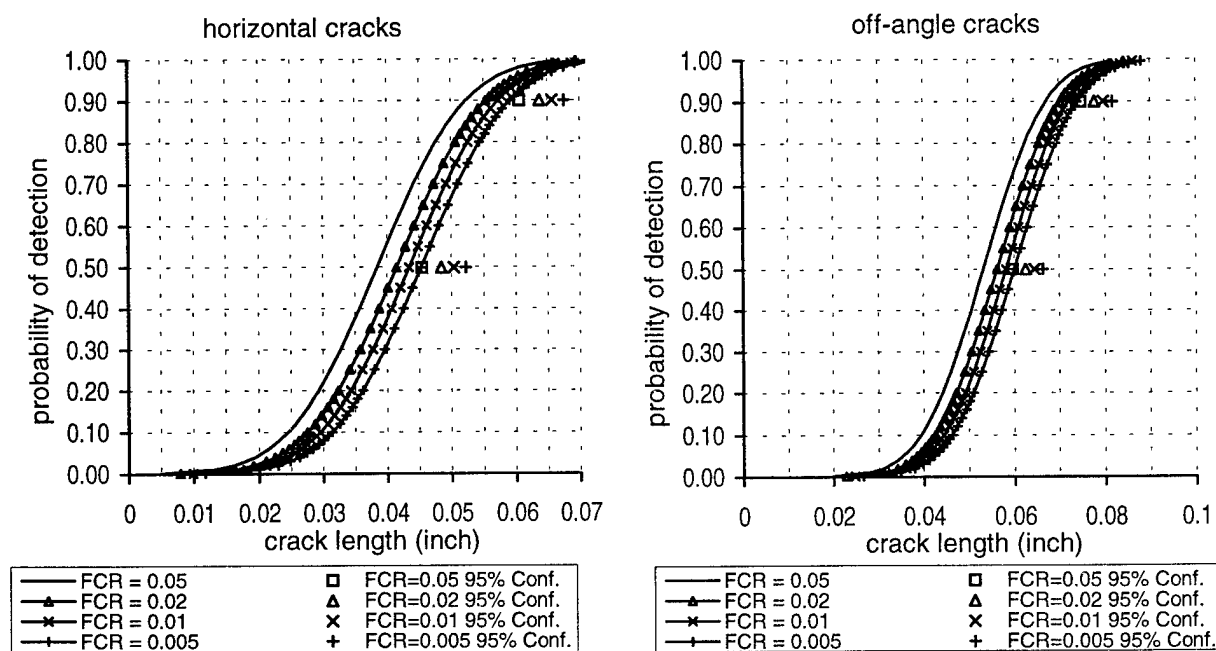 horizontal cracks
probability of detection
1.00
0.90
0.80
0.70
0.60
0.50
0.40
0.30
0.20
0.10
0.00
0 0.01 0.02 0.03 0.04 0.05 0.06 0.07
crack length (inch)
FCR = 0.05
FCR = 0.02
FCR = 0.01
FCR = 0.005
FCR=0.05 95% Conf.
FCR=0.02 95% Conf.
FCR=0.01 95% Conf.
FCR=0.005 95% Conf.
off-angle cracks
probability of detection
1.00
0.90
0.80
0.70
0.60
0.50
0.40
0.30
0.20
0.10
0.00
0 0.02 0.04 0.06 0.08 0.1
crack length (inch)
FCR = 0.05
FCR = 0.02
FCR = 0.01
FCR = 0.005
FCR=0.05 95% Conf.
FCR=0.02 95% Conf.
FCR=0.01 95% Conf.
FCR=0.005 95% Conf.